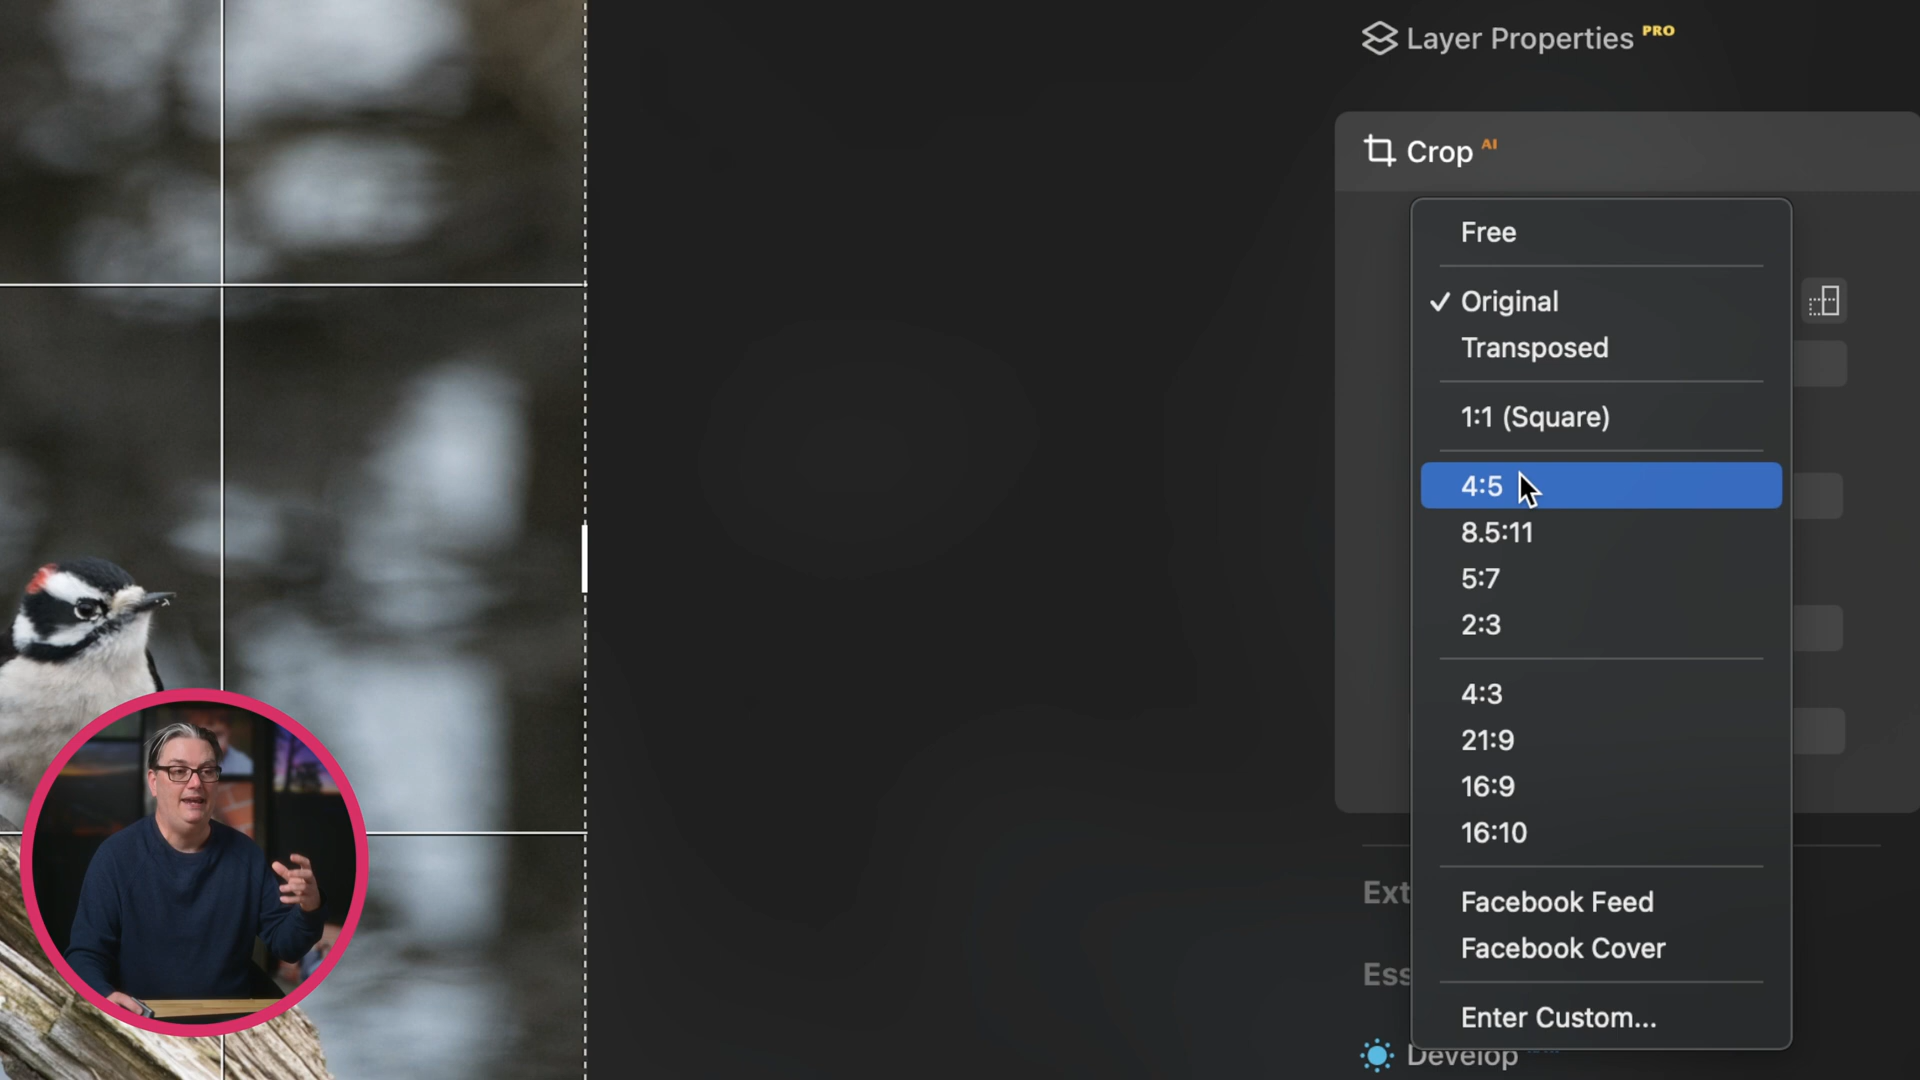 Layer Properties PRO
Crop AI
Free
✓ Original
Transposed
1:1 (Square)
4:5
8.5:11
5:7
2:3
4:3
21:9
16:9
16:10
Ext
Facebook Feed
Facebook Cover
Ess
Enter Custom...
Develop